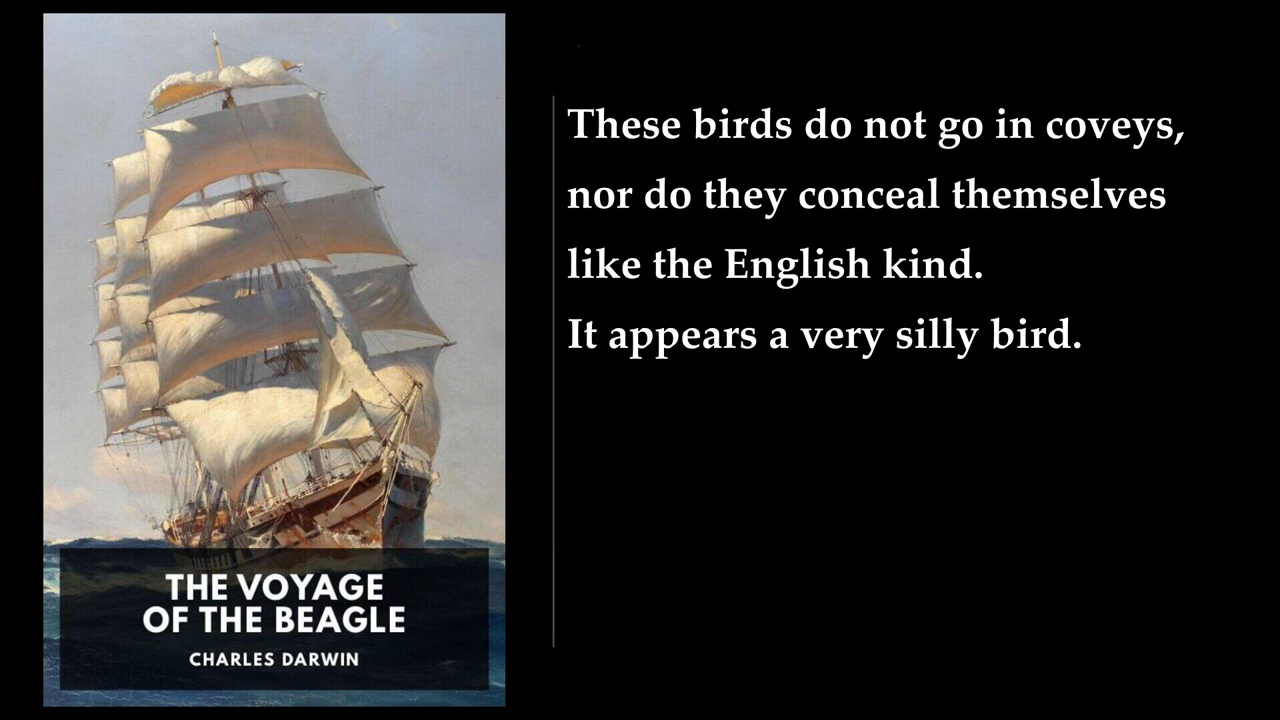 These birds do not go in coveys,
nor do they conceal themselves
like the English kind.
It appears a very silly bird.
THE VOYAGE
OF THE BEAGLE
CHARLES DARWIN